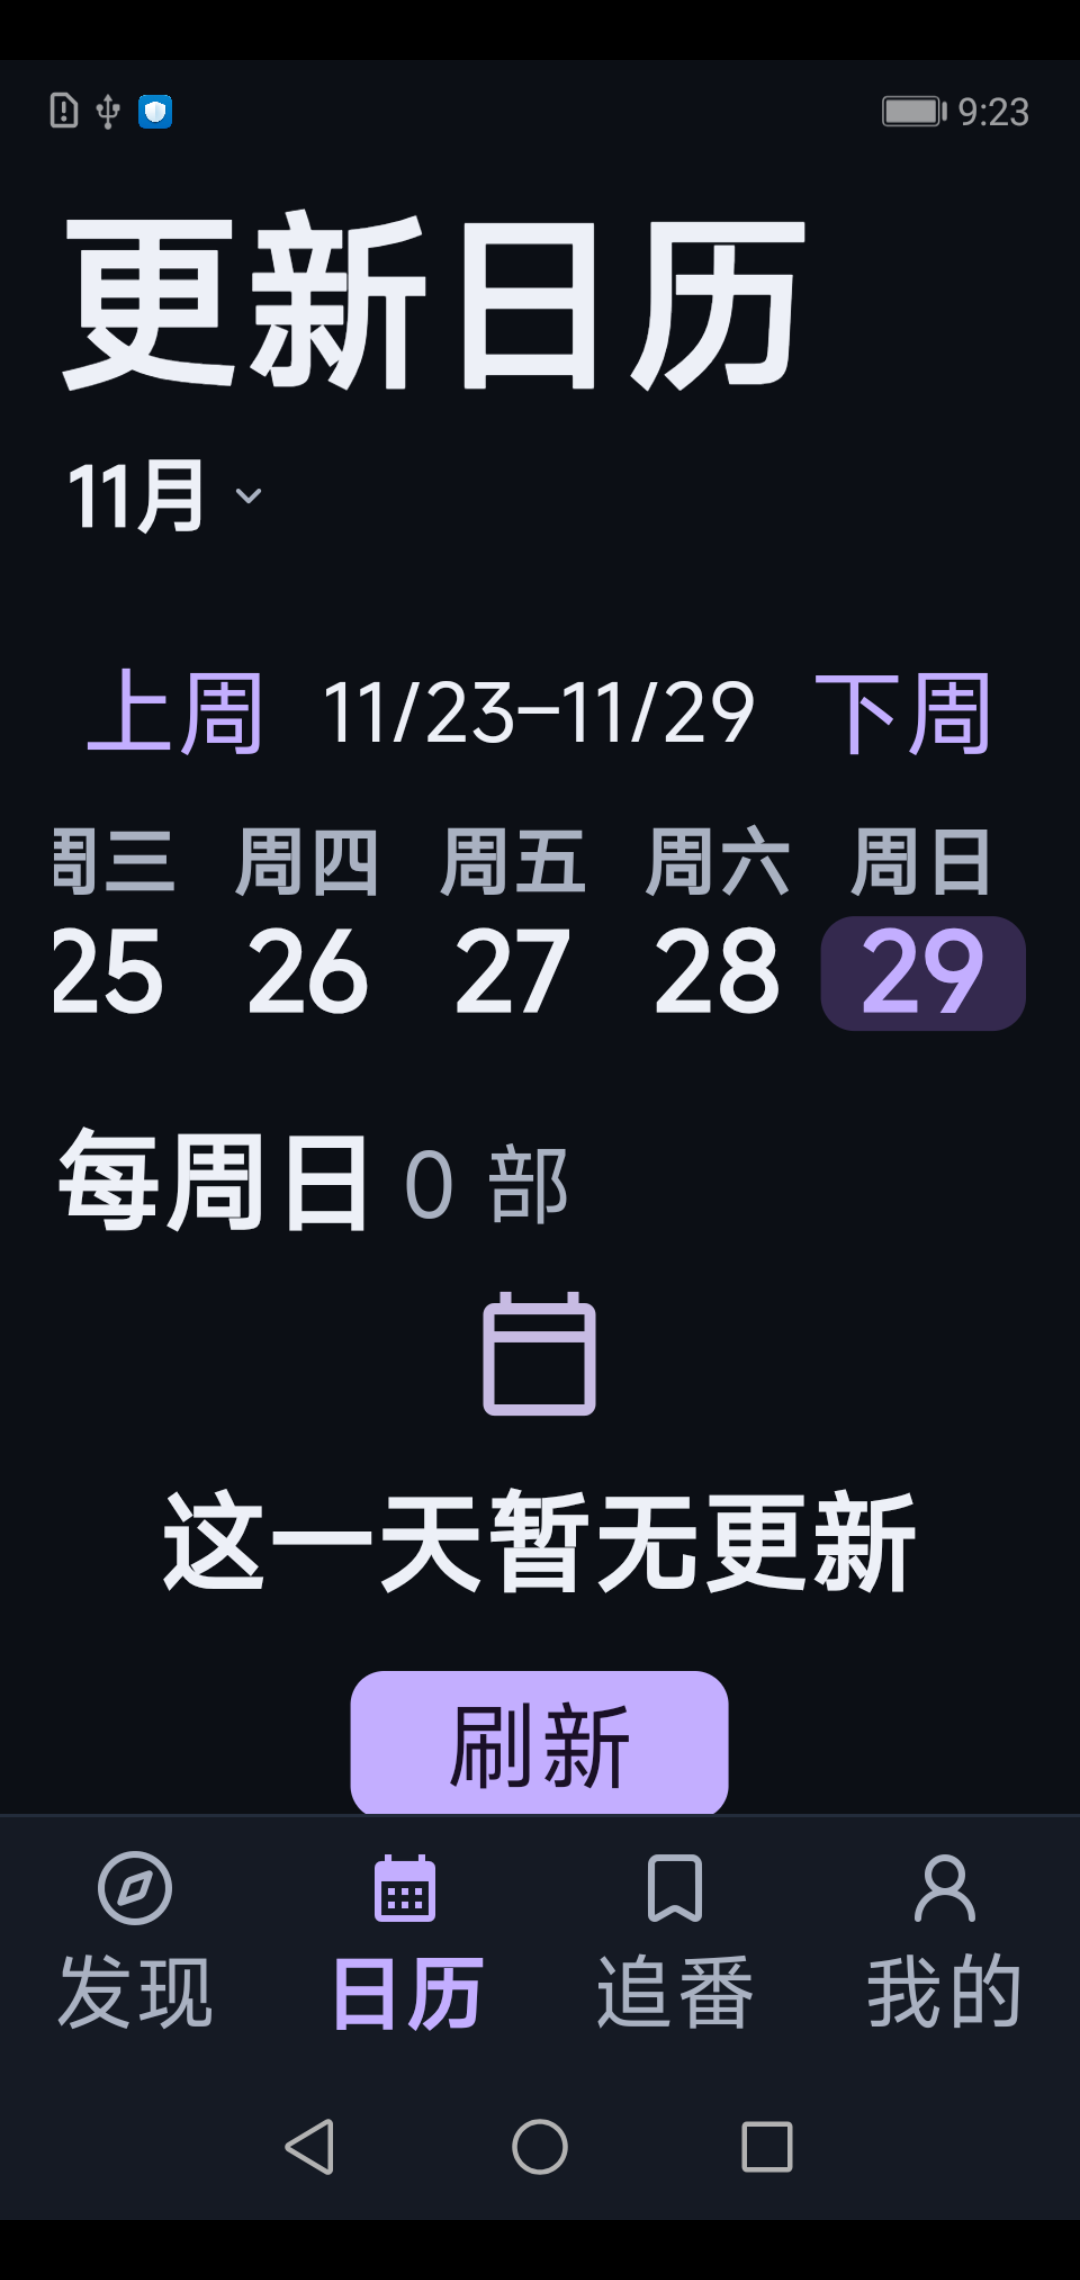 9:23
更新日历
11月
上周 11/23–11/29 下周
周三 周四 周五 周六 周日
25 26 27 28 29
每周日 0 部
这一天暂无更新
刷新
发现 日历 追番 我的